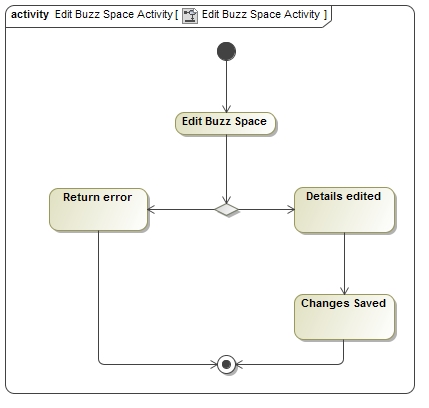 activity Edit Buzz Space Activity [ Edit Buzz Space Activity ]
Edit Buzz Space
Return error
Details edited
Changes Saved